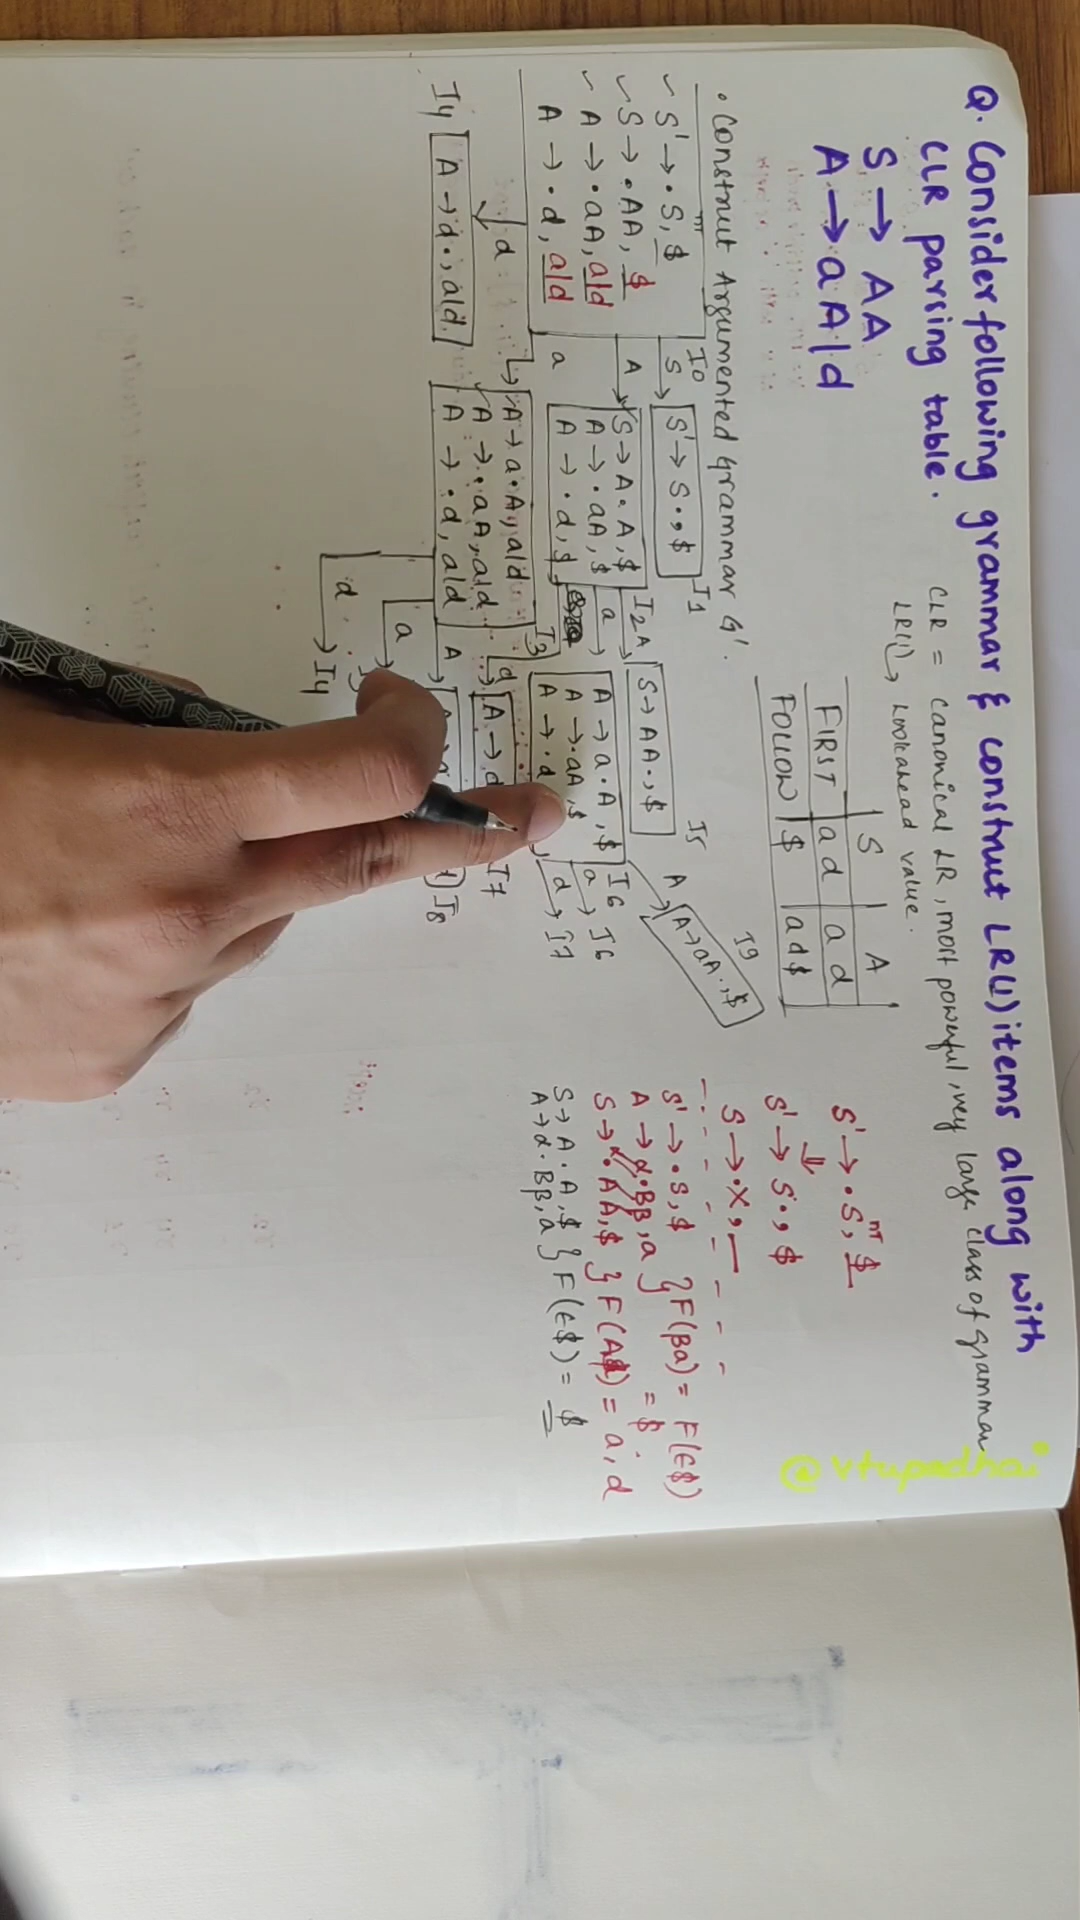 Q. Consider following grammar & construct LR(1) items along with
CLR parsing table.
S → AA
A → aA/d
CLR = Canonical LR, most powerful, very large class of grammar
LR(1) → Lookahead value.
@vtupadhai
S A
FIRST a d a d
FOLLOW $ a d $
• Construct Argumented grammar G'.
I0
S' → •S, $
S → •AA, $
A → •aA, a/d
A → •d, a/d
S
S' → S•, $
I1
A
S → A•A, $
A → •aA, $
A → •d, $
I2
A
S → AA•, $
I5
a
A → a•A, $
A → •aA, $
A → •d
I6
A
A → aA•, $
I9
a → I6
d → I7
d
A → d
I7
a
A → a•A, a/d
A → •aA, a/d
A → •d, a/d
I3
A
I8
a
d → I4
d
I4
A → d•, a/d
S' → •S, $
nT
⇓
S' → S•, $
S → •X, —
S' → •S, $
A → α•Bβ, a } F(βa) = F(ε$)
= $
S → •AA, $ } F(A$) = a, d
S → A•A, $
A → α•Bβ, a } F(ε$) = $